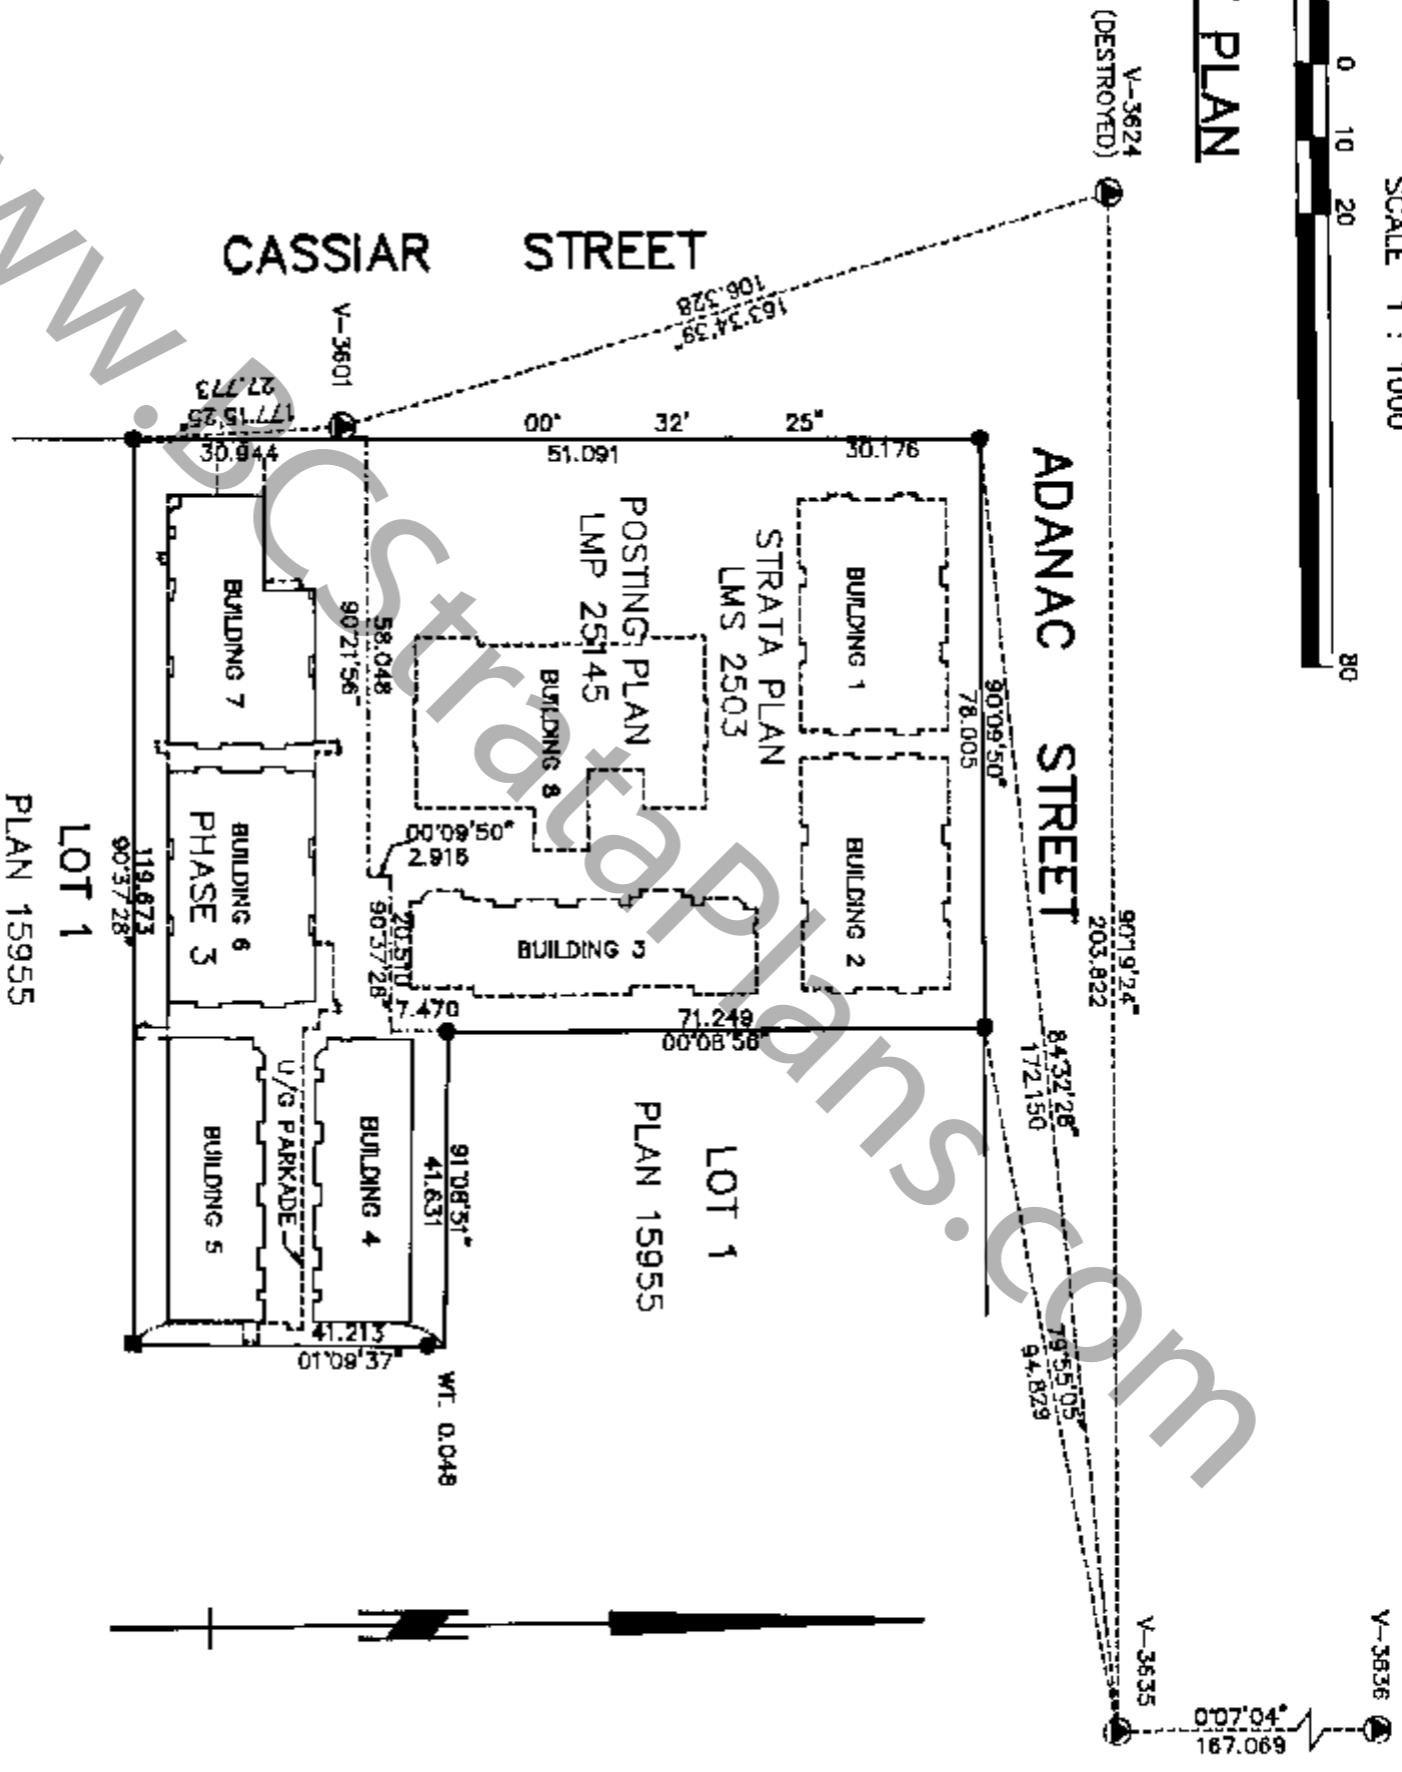 SCALE 1 : 1000
0 10 20 80
PLAN
V-3624
(DESTROYED)
V-3636
0°07'04"
167.069
V-3635
90°19'24"
203.822
ADANAC STREET
84°32'28"
172.150
79°55'05"
94.829
90°09'50"
78.005
CASSIAR STREET
163°34'39"
106.328
V-3601
177°15'25"
27.773
00° 32' 25"
30.944
51.091
30.176
BUILDING 1
BUILDING 2
STRATA PLAN
LMS 2503
POSTING PLAN
LMP 25145
BUILDING 8
BUILDING 3
00°09'50"
2.916
58.048
90°21'56"
20.510
90°37'28"
7.470
71.249
00°08'56"
LOT 1
PLAN 15955
BUILDING 7
BUILDING 6
PHASE 3
BUILDING 4
U/G PARKADE
BUILDING 5
91°08'51"
41.631
41.213
01°09'37"
WT. 0.048
119.673
90°37'28"
LOT 1
PLAN 15955
www.BCStrataPlans.com